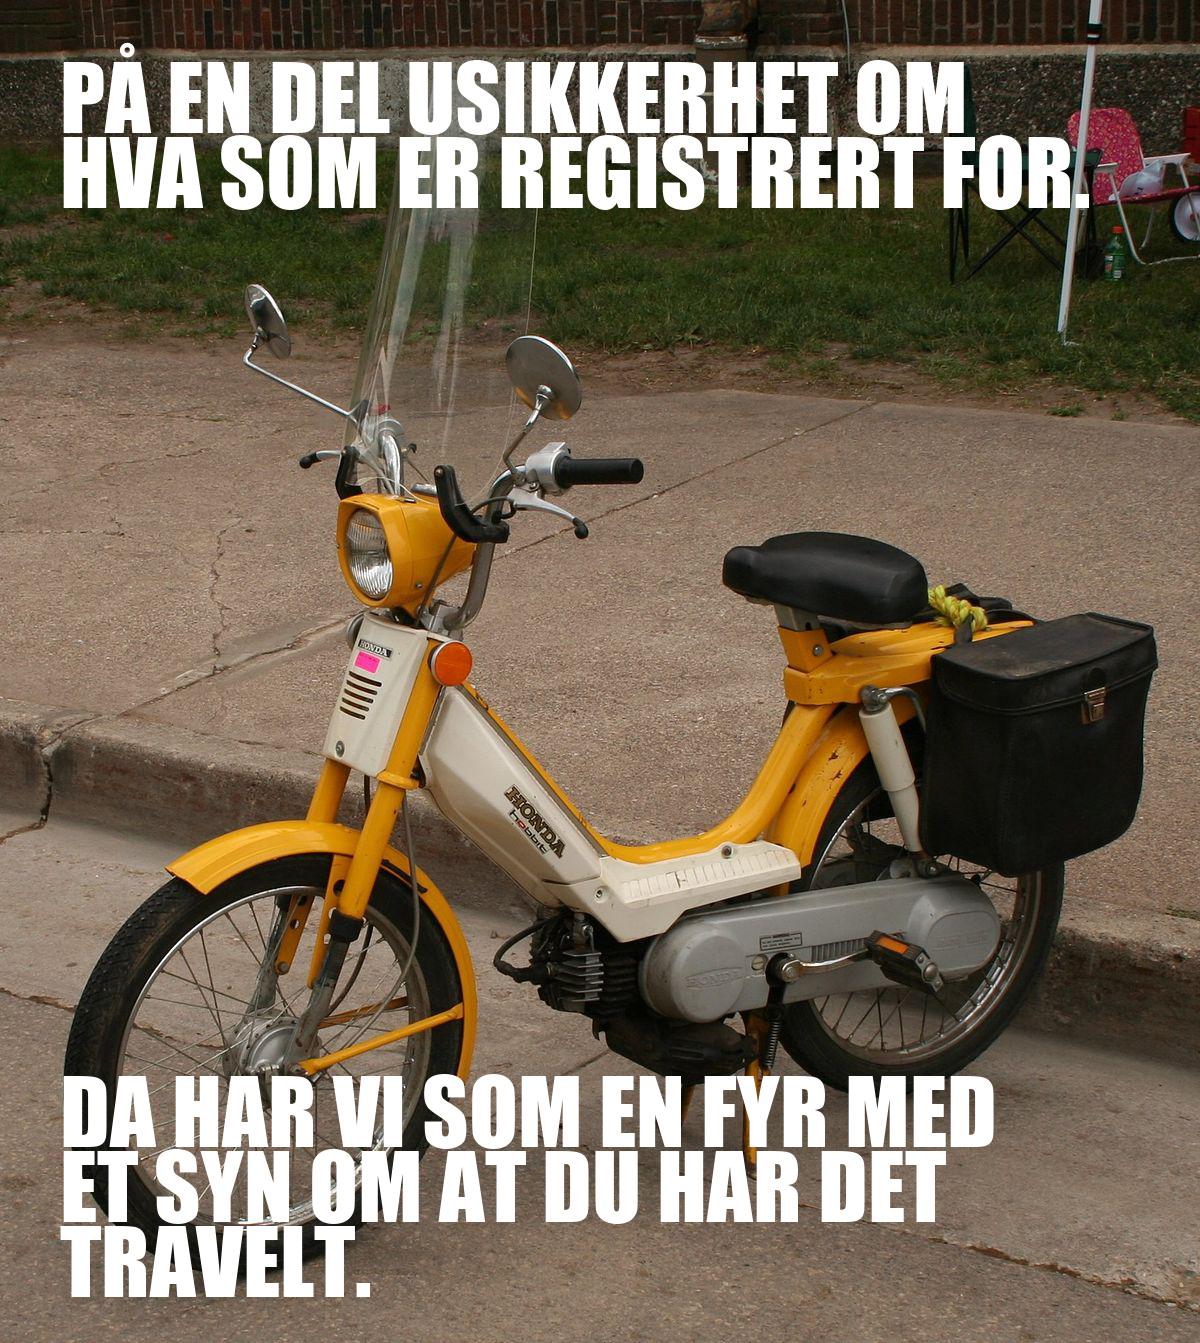 PÅ EN DEL USIKKERHET OM
HVA SOM ER REGISTRERT FOR.
HONDA
HONDA
hobbit
HONDA
DA HAR VI SOM EN FYR MED
ET SYN OM AT DU HAR DET
TRAVELT.